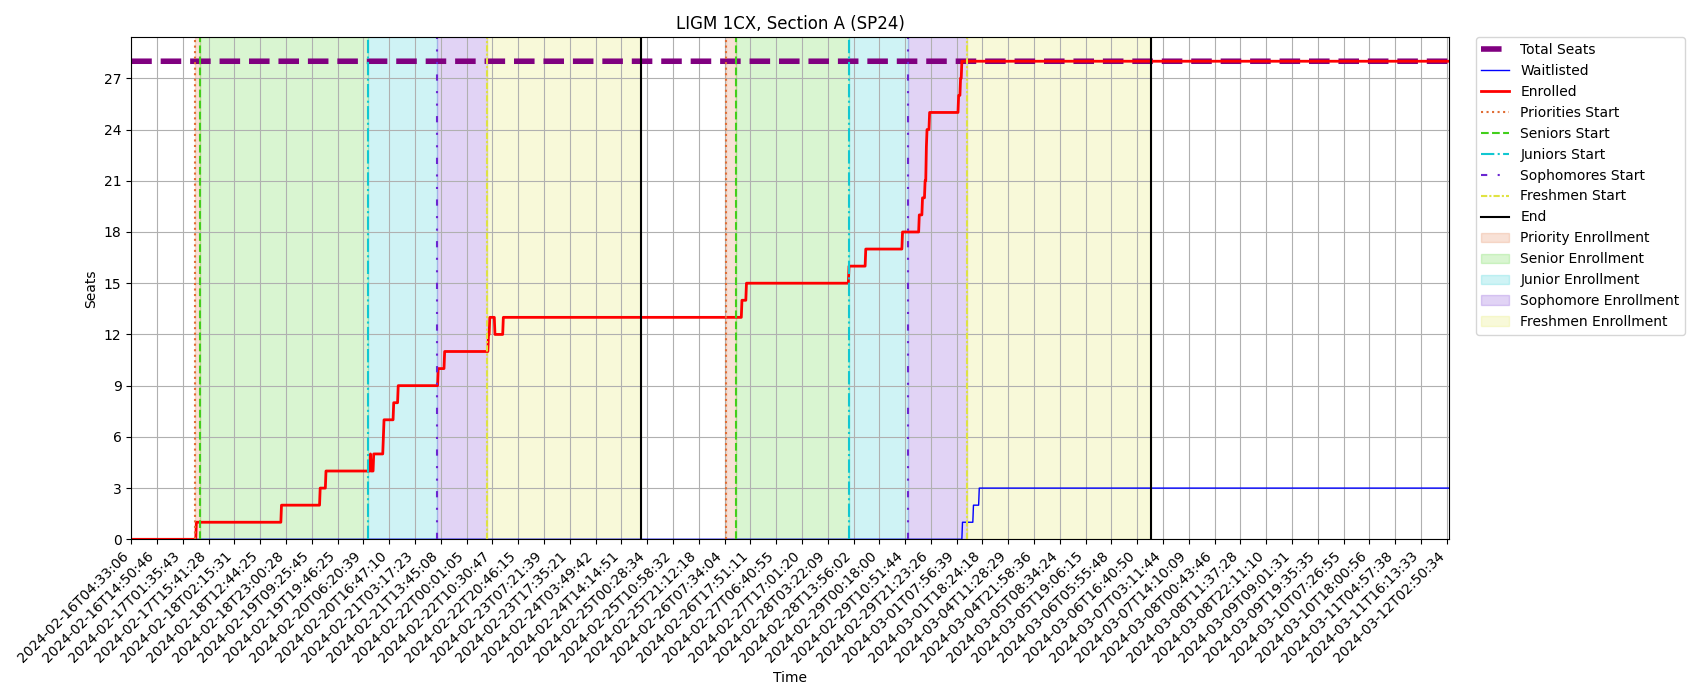 LIGM 1CX, Section A (SP24)
Total Seats
Waitlisted
Enrolled
Priorities Start
Seniors Start
Juniors Start
Sophomores Start
Freshmen Start
End
Priority Enrollment
Senior Enrollment
Junior Enrollment
Sophomore Enrollment
Freshmen Enrollment
Seats
27
24
21
18
15
12
9
6
3
0
2024-02-16T04:33:06
2024-02-16T14:50:46
2024-02-17T01:35:43
2024-02-17T15:41:28
2024-02-18T02:15:31
2024-02-18T12:44:25
2024-02-18T23:00:28
2024-02-19T09:25:45
2024-02-19T19:46:25
2024-02-20T06:20:39
2024-02-20T16:47:10
2024-02-21T03:17:23
2024-02-21T13:45:08
2024-02-22T00:01:05
2024-02-22T10:30:47
2024-02-22T20:46:15
2024-02-23T07:21:39
2024-02-23T17:35:21
2024-02-24T03:49:42
2024-02-24T14:14:51
2024-02-25T00:28:34
2024-02-25T10:58:32
2024-02-25T21:12:18
2024-02-26T07:34:04
2024-02-26T17:51:11
2024-02-27T06:40:55
2024-02-27T17:01:20
2024-02-28T03:22:09
2024-02-28T13:56:02
2024-02-29T00:18:00
2024-02-29T10:51:44
2024-02-29T21:23:26
2024-03-01T07:56:39
2024-03-01T18:24:18
2024-03-04T11:28:29
2024-03-04T21:58:36
2024-03-05T08:34:24
2024-03-05T19:06:15
2024-03-06T05:55:48
2024-03-06T16:40:50
2024-03-07T03:11:44
2024-03-07T14:10:09
2024-03-08T00:43:46
2024-03-08T11:37:28
2024-03-08T22:11:10
2024-03-09T09:01:31
2024-03-09T19:35:35
2024-03-10T07:26:55
2024-03-10T18:00:56
2024-03-11T04:57:38
2024-03-11T16:13:33
2024-03-12T02:50:34
Time